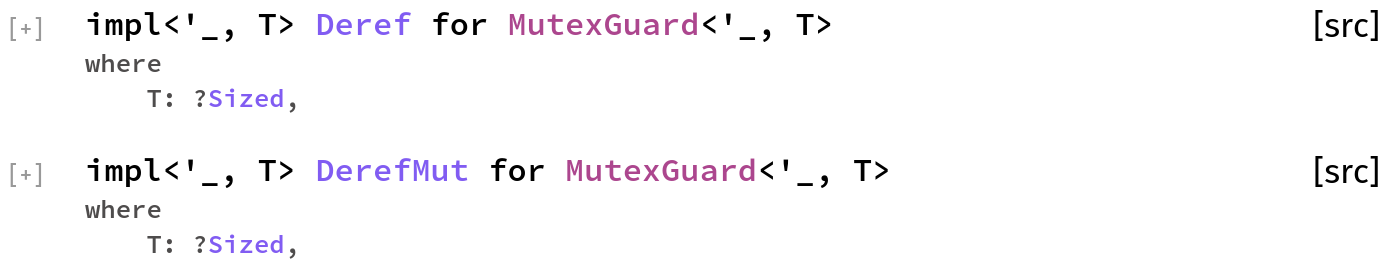 [+] impl<'_, T> Deref for MutexGuard<'_, T> [src]
where
T: ?Sized,
[+] impl<'_, T> DerefMut for MutexGuard<'_, T> [src]
where
T: ?Sized,